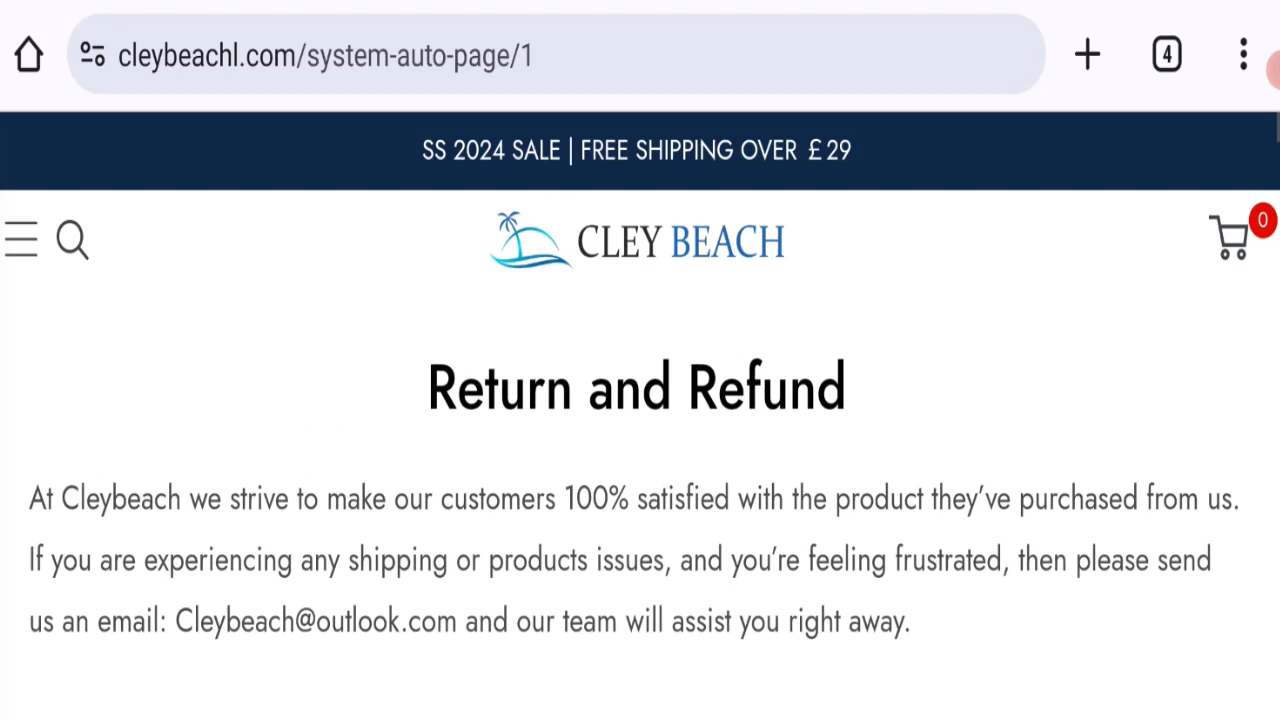 cleybeachl.com/system-auto-page/1
4
SS 2024 SALE | FREE SHIPPING OVER £29
CLEY BEACH
0
Return and Refund
At Cleybeach we strive to make our customers 100% satisfied with the product they've purchased from us.
If you are experiencing any shipping or products issues, and you're feeling frustrated, then please send
us an email: Cleybeach@outlook.com and our team will assist you right away.